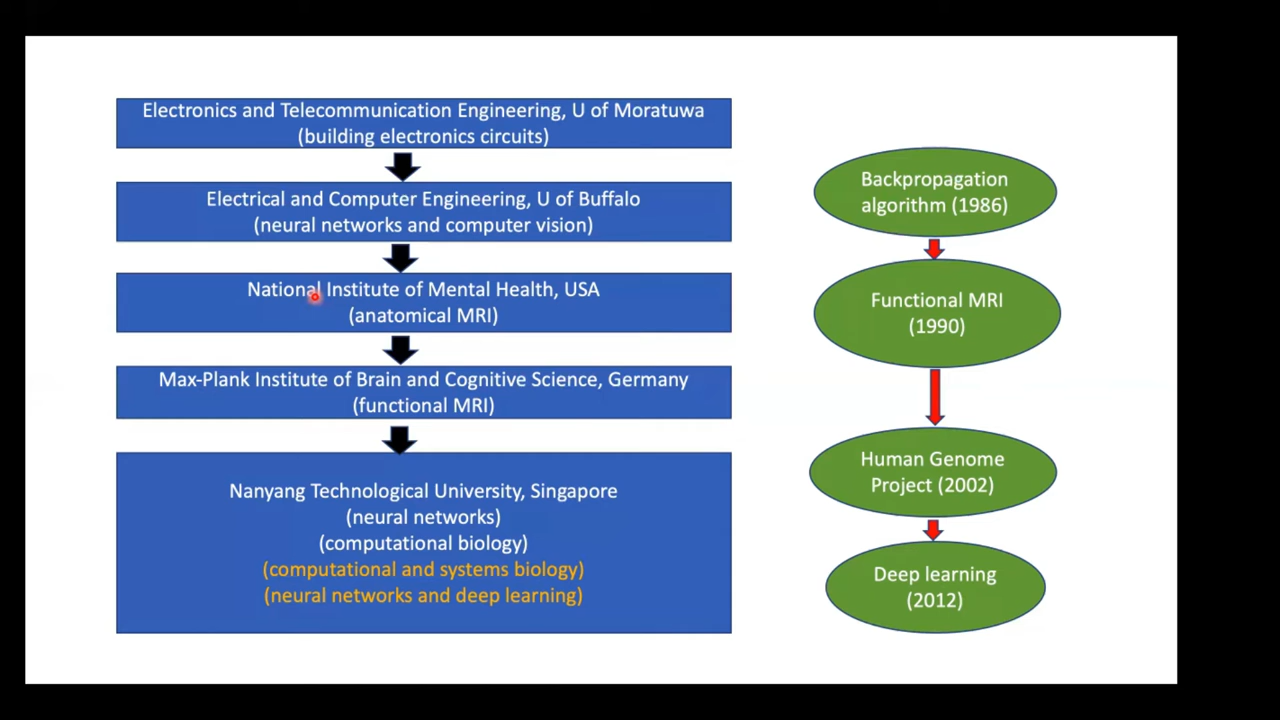 Electronics and Telecommunication Engineering, U of Moratuwa
(building electronics circuits)
Electrical and Computer Engineering, U of Buffalo
(neural networks and computer vision)
National Institute of Mental Health, USA
(anatomical MRI)
Max-Plank Institute of Brain and Cognitive Science, Germany
(functional MRI)
Nanyang Technological University, Singapore
(neural networks)
(computational biology)
(computational and systems biology)
(neural networks and deep learning)
Backpropagation
algorithm (1986)
Functional MRI
(1990)
Human Genome
Project (2002)
Deep learning
(2012)